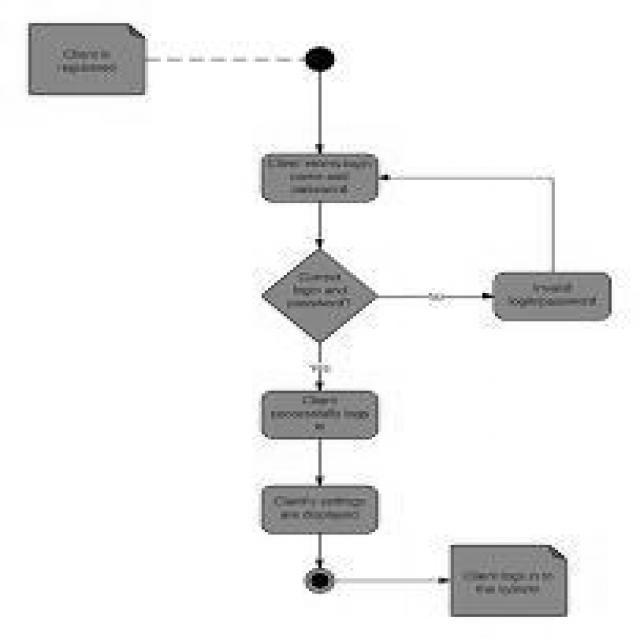 Client is
registered
Client enters login
name and
password
Correct
login and
password?
No
Invalid
login/password
Yes
Client
successfully logs
in
Client's settings
are displayed
Client logs in to
the system